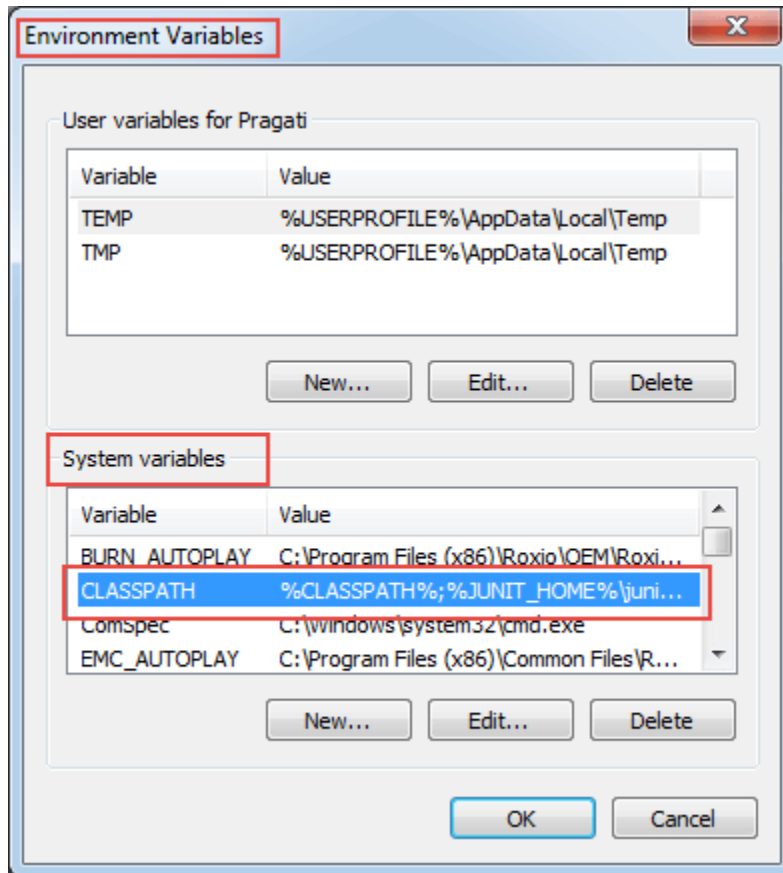 Environment Variables
User variables for Pragati
Variable Value
TEMP %USERPROFILE%\AppData\Local\Temp
TMP %USERPROFILE%\AppData\Local\Temp
New... Edit... Delete
System variables
Variable Value
BURN_AUTOPLAY C:\Program Files (x86)\Roxio\OEM\Roxi...
CLASSPATH %CLASSPATH%;%JUNIT_HOME%\juni...
ComSpec C:\Windows\system32\cmd.exe
EMC_AUTOPLAY C:\Program Files (x86)\Common Files\R...
New... Edit... Delete
OK Cancel